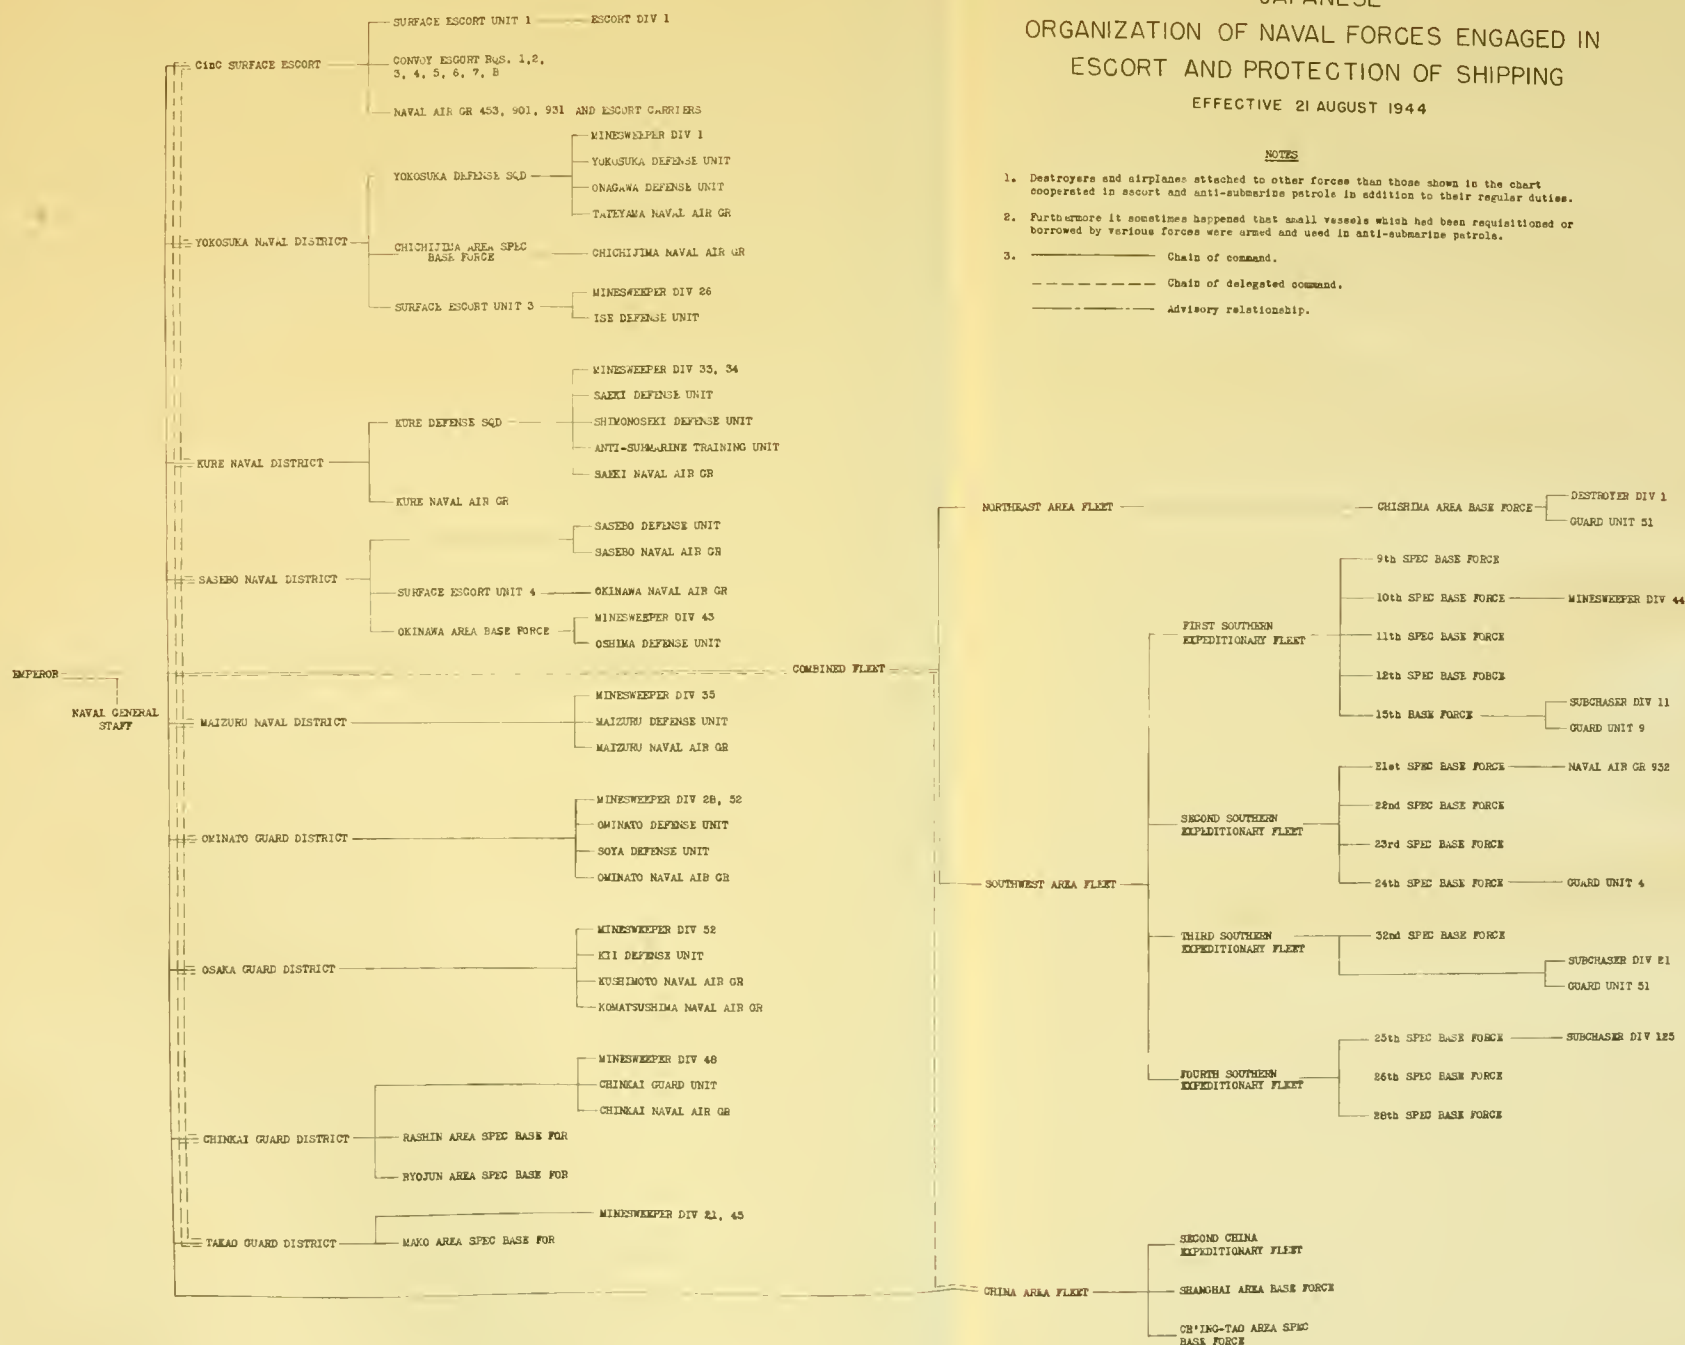 JAPANESE
ORGANIZATION OF NAVAL FORCES ENGAGED IN
ESCORT AND PROTECTION OF SHIPPING
EFFECTIVE 21 AUGUST 1944
NOTES
1. Destroyers and airplanes attached to other forces than those shown in the chart
cooperated in escort and anti-submarine patrols in addition to their regular duties.
2. Furthermore it sometimes happened that small vessels which had been requisitioned or
borrowed by various forces were armed and used in anti-submarine patrols.
3. Chain of command.
Chain of delegated command.
Advisory relationship.
EMPEROR
NAVAL GENERAL
STAFF
CinC SURFACE ESCORT
SURFACE ESCORT UNIT 1
ESCORT DIV 1
CONVOY ESCORT RQS. 1,2,
3, 4, 5, 6, 7, 8
NAVAL AIR GR 453, 901, 931 AND ESCORT CARRIERS
YOKOSUKA NAVAL DISTRICT
YOKOSUKA DEFENSE SQD
MINESWEEPER DIV 1
YOKOSUKA DEFENSE UNIT
ONAGAWA DEFENSE UNIT
TATEYAMA NAVAL AIR GR
CHICHIJIMA AREA SPEC
BASE FORCE
CHICHIJIMA NAVAL AIR GR
SURFACE ESCORT UNIT 3
MINESWEEPER DIV 26
ISE DEFENSE UNIT
KURE NAVAL DISTRICT
KURE DEFENSE SQD
MINESWEEPER DIV 33, 34
SAEKI DEFENSE UNIT
SHIMONOSEKI DEFENSE UNIT
ANTI-SUBMARINE TRAINING UNIT
SAEKI NAVAL AIR GR
KURE NAVAL AIR GR
SASEBO NAVAL DISTRICT
SASEBO DEFENSE UNIT
SASEBO NAVAL AIR GR
SURFACE ESCORT UNIT 4
OKINAWA NAVAL AIR GR
OKINAWA AREA BASE FORCE
MINESWEEPER DIV 43
OSHIMA DEFENSE UNIT
MAIZURU NAVAL DISTRICT
MINESWEEPER DIV 35
MAIZURU DEFENSE UNIT
MAIZURU NAVAL AIR GR
OMINATO GUARD DISTRICT
MINESWEEPER DIV 28, 52
OMINATO DEFENSE UNIT
SOYA DEFENSE UNIT
OMINATO NAVAL AIR GR
OSAKA GUARD DISTRICT
MINESWEEPER DIV 52
KII DEFENSE UNIT
KUSHIMOTO NAVAL AIR GR
KOMATSUSHIMA NAVAL AIR GR
CHINKAI GUARD DISTRICT
MINESWEEPER DIV 48
CHINKAI GUARD UNIT
CHINKAI NAVAL AIR GR
RASHIN AREA SPEC BASE FOR
RYOJUN AREA SPEC BASE FOR
TAKAO GUARD DISTRICT
MINESWEEPER DIV 21, 45
MAKO AREA SPEC BASE FOR
COMBINED FLEET
NORTHEAST AREA FLEET
CHISHIMA AREA BASE FORCE
DESTROYER DIV 1
GUARD UNIT 51
SOUTHWEST AREA FLEET
FIRST SOUTHERN
EXPEDITIONARY FLEET
9th SPEC BASE FORCE
10th SPEC BASE FORCE
MINESWEEPER DIV 44
11th SPEC BASE FORCE
12th SPEC BASE FORCE
15th BASE FORCE
SUBCHASER DIV 11
GUARD UNIT 9
SECOND SOUTHERN
EXPEDITIONARY FLEET
21st SPEC BASE FORCE
NAVAL AIR GR 932
22nd SPEC BASE FORCE
23rd SPEC BASE FORCE
24th SPEC BASE FORCE
GUARD UNIT 4
THIRD SOUTHERN
EXPEDITIONARY FLEET
32nd SPEC BASE FORCE
SUBCHASER DIV 21
GUARD UNIT 51
FOURTH SOUTHERN
EXPEDITIONARY FLEET
25th SPEC BASE FORCE
SUBCHASER DIV 125
26th SPEC BASE FORCE
28th SPEC BASE FORCE
CHINA AREA FLEET
SECOND CHINA
EXPEDITIONARY FLEET
SHANGHAI AREA BASE FORCE
CH'ING-TAO AREA SPEC
BASE FORCE